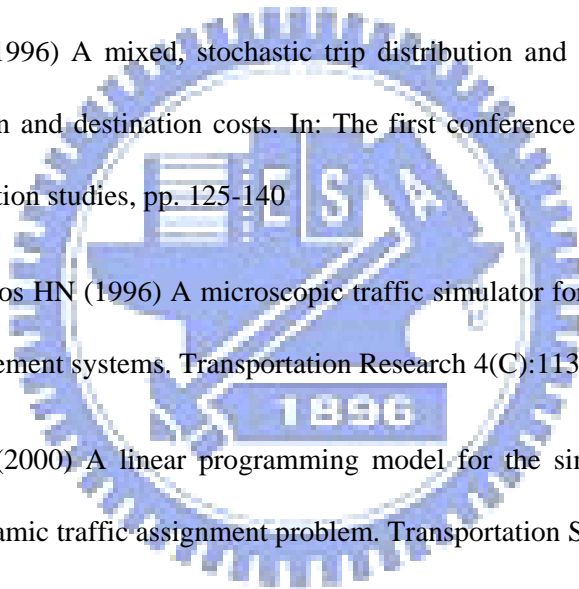 1996) A mixed, stochastic trip distribution and
n and destination costs. In: The first conference
tion studies, pp. 125-140
os HN (1996) A microscopic traffic simulator for
ement systems. Transportation Research 4(C):113
(2000) A linear programming model for the sin
amic traffic assignment problem. Transportation S
E S A
1896